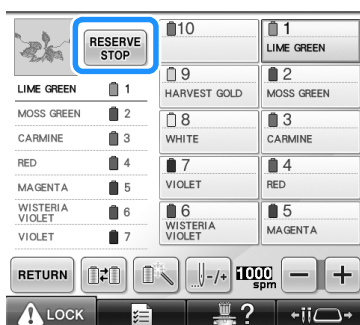 RESERVE
STOP
LIME GREEN 1
MOSS GREEN 2
CARMINE 3
RED 4
MAGENTA 5
WISTERIA
VIOLET 6
VIOLET 7
10
1
LIME GREEN
9
HARVEST GOLD
2
MOSS GREEN
8
WHITE
3
CARMINE
7
VIOLET
4
RED
6
WISTERIA
VIOLET
5
MAGENTA
RETURN
-/+
1000
spm
- +
LOCK
?